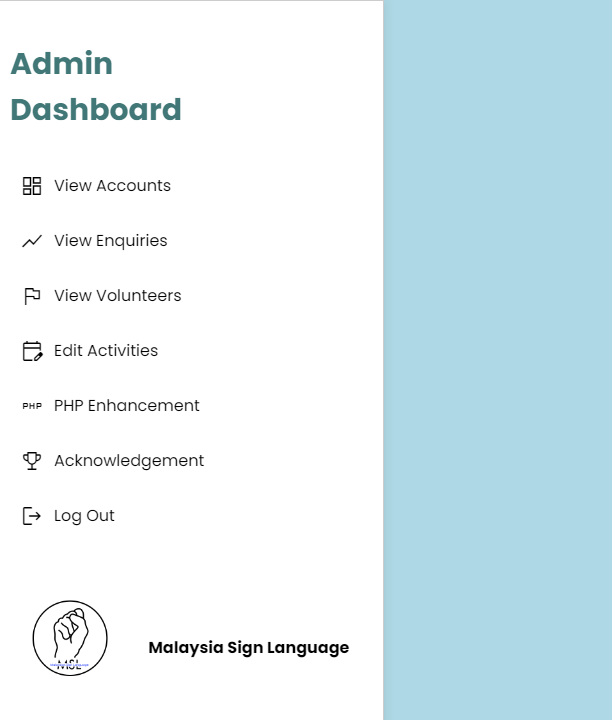 Admin
Dashboard
View Accounts
View Enquiries
View Volunteers
Edit Activities
PHP PHP Enhancement
Acknowledgement
Log Out
MSL
Malaysia Sign Language